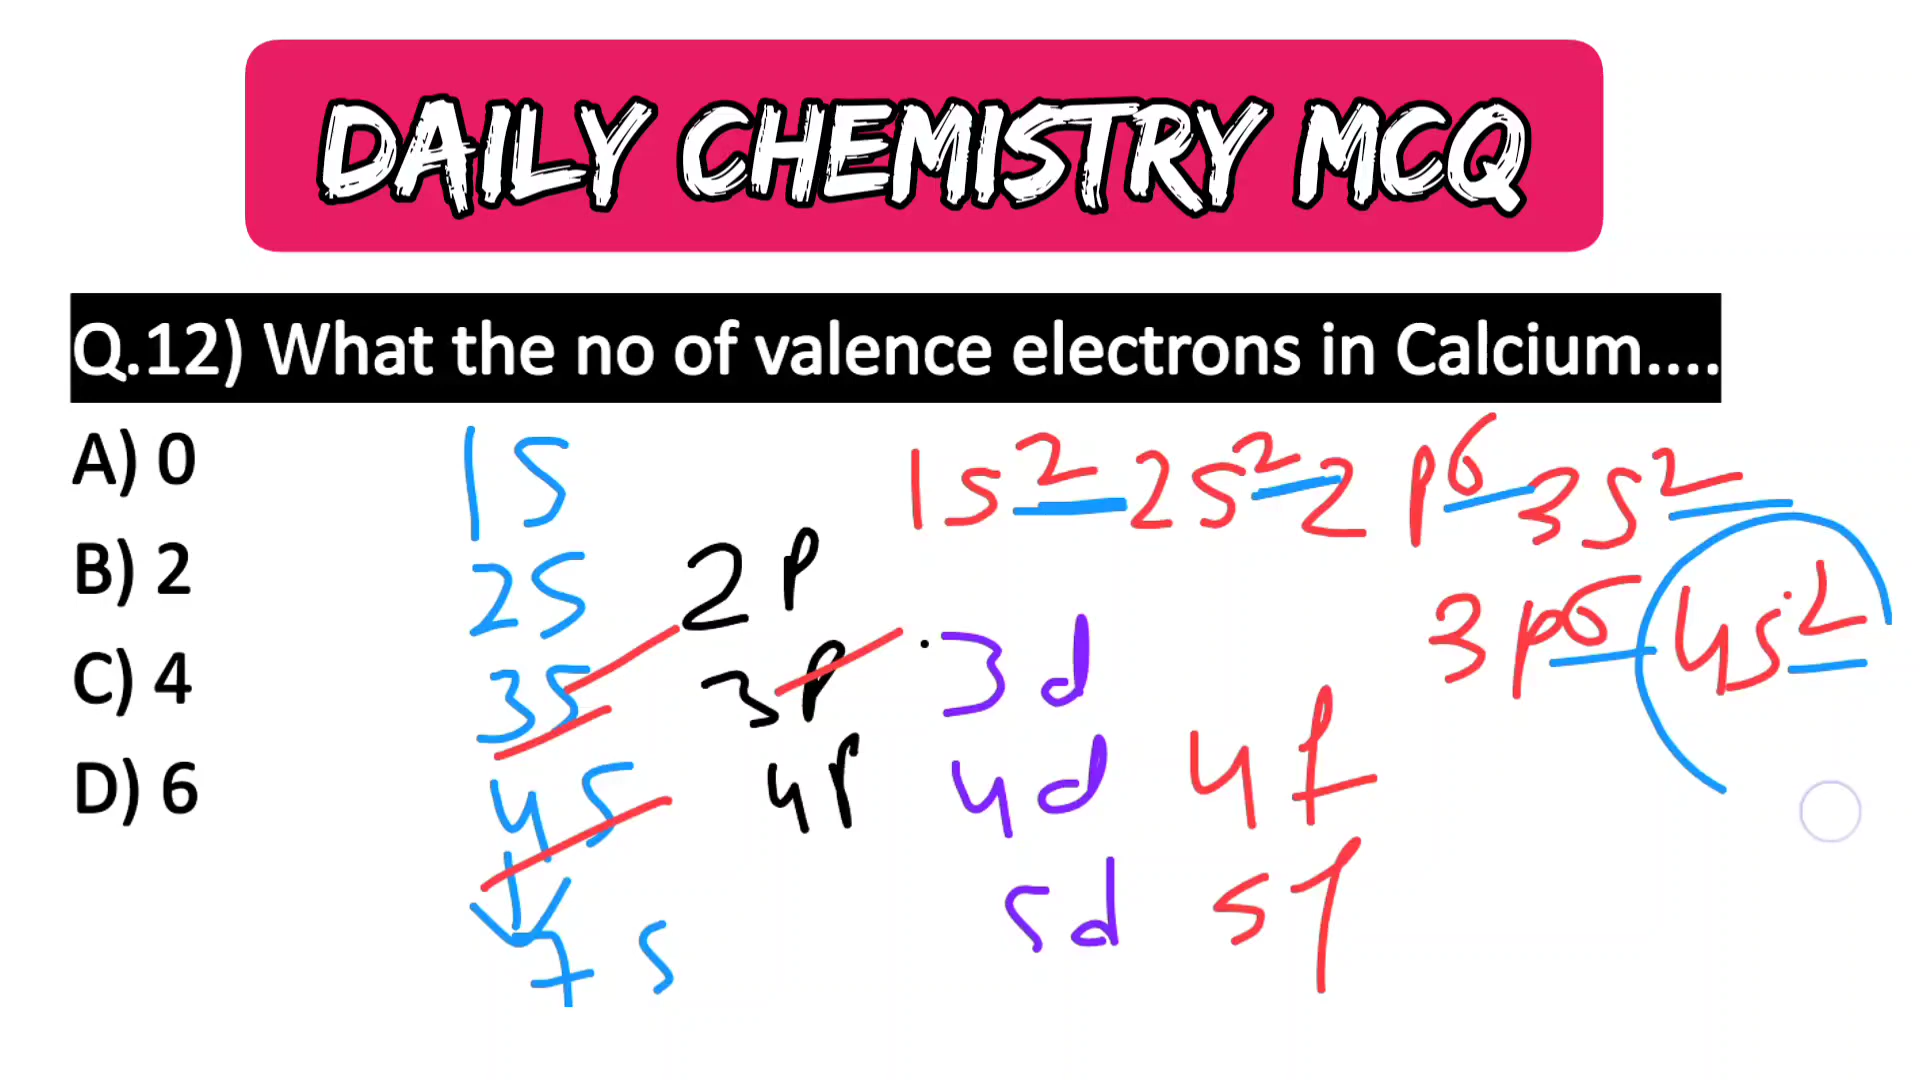 DAILY CHEMISTRY MCQ
Q.12) What the no of valence electrons in Calcium....
A) 0
B) 2
C) 4
D) 6
1s² 2s² 2p⁶ 3s²
3p⁶ 4s²
1s
2s 2p
3s 3p 3d
4s 4p 4d 4f
5d 5f
7s